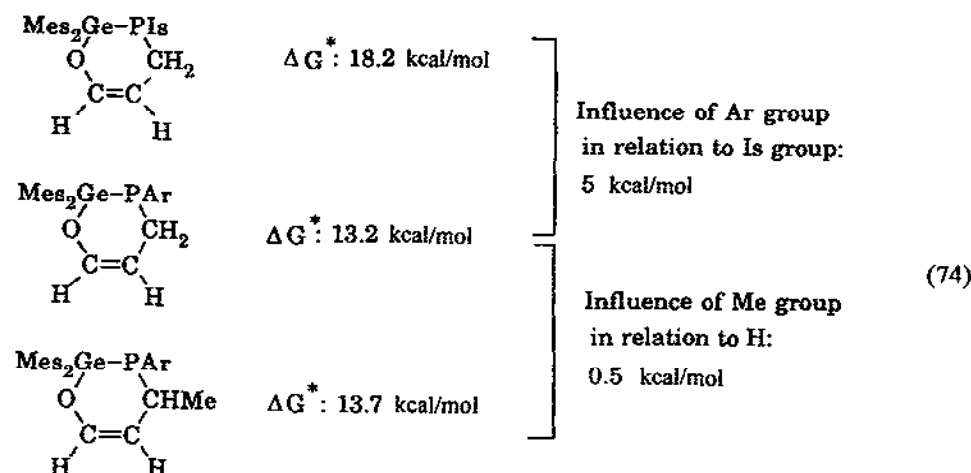 Mes₂Ge–PIs
O CH₂
C=C
H H
ΔG*: 18.2 kcal/mol
Influence of Ar group
in relation to Is group:
5 kcal/mol
Mes₂Ge–PAr
O CH₂
C=C
H H
ΔG*: 13.2 kcal/mol
(74)
Influence of Me group
in relation to H:
0.5 kcal/mol
Mes₂Ge–PAr
O CHMe
C=C
H H
ΔG*: 13.7 kcal/mol